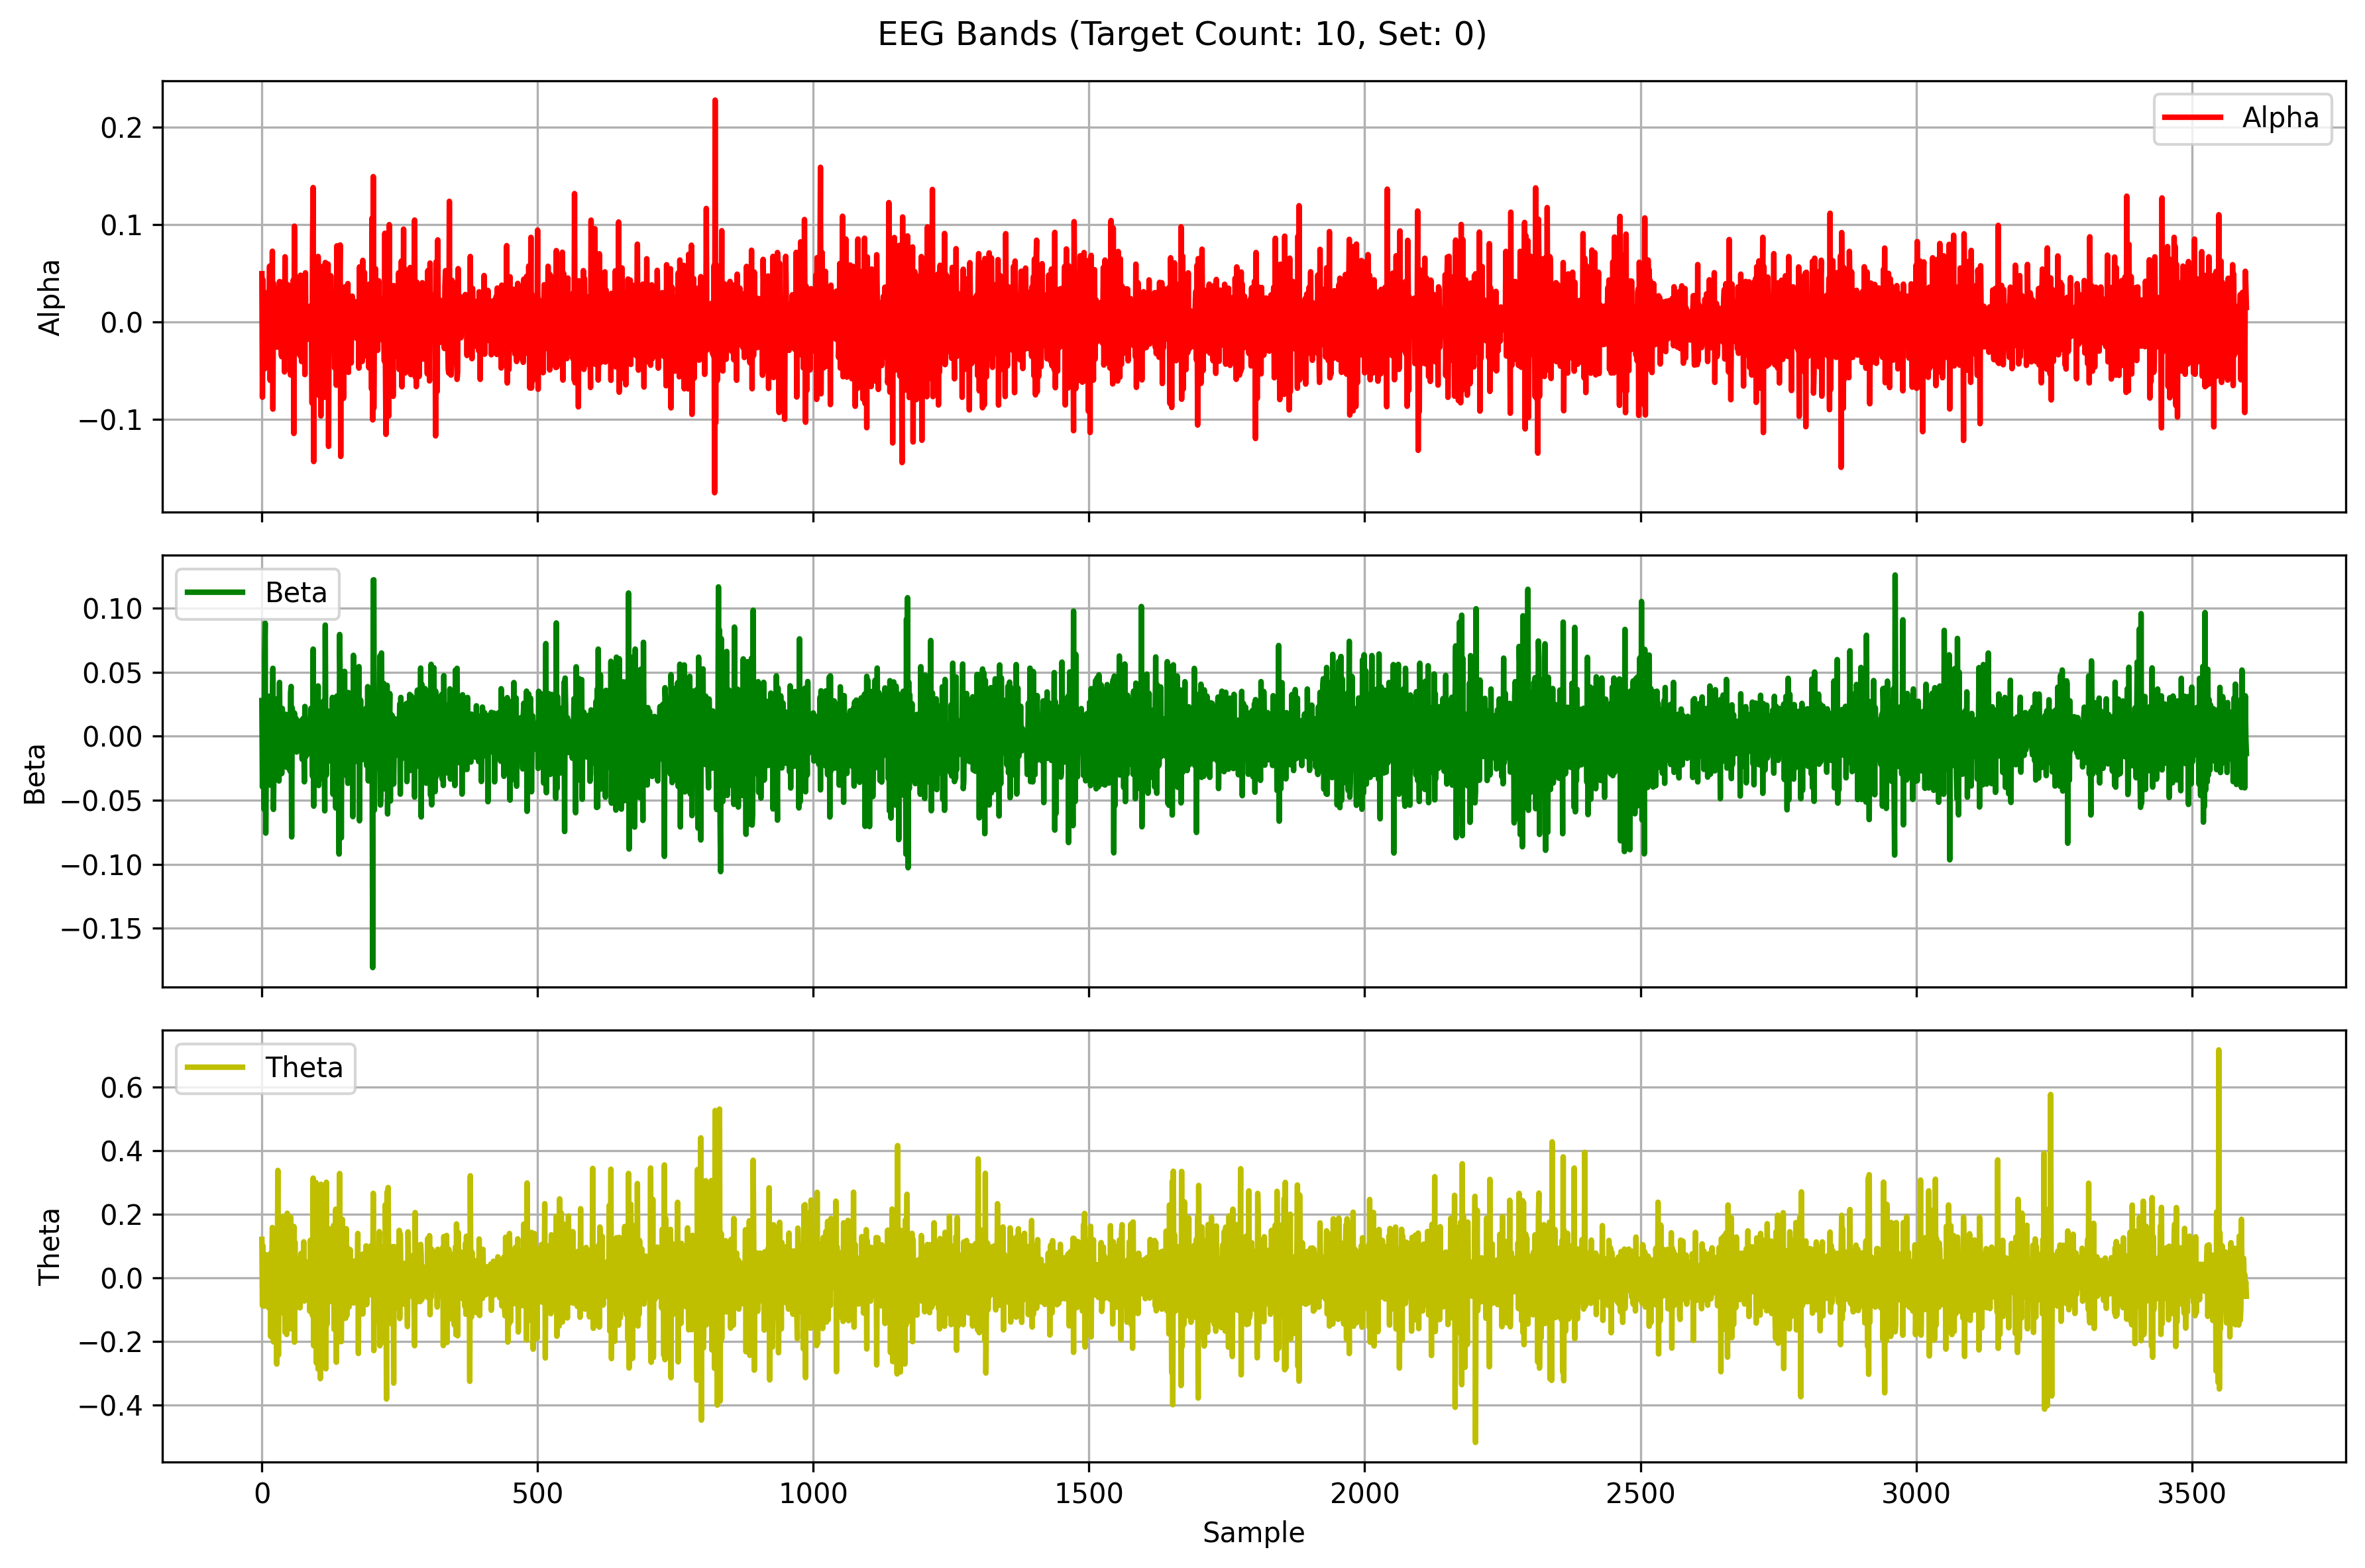 EEG Bands (Target Count: 10, Set: 0)
Alpha
0.2
0.1
0.0
−0.1
Alpha
Beta
0.10
0.05
0.00
−0.05
−0.10
−0.15
Beta
Theta
0.6
0.4
0.2
0.0
−0.2
−0.4
Theta
0 500 1000 1500 2000 2500 3000 3500
Sample